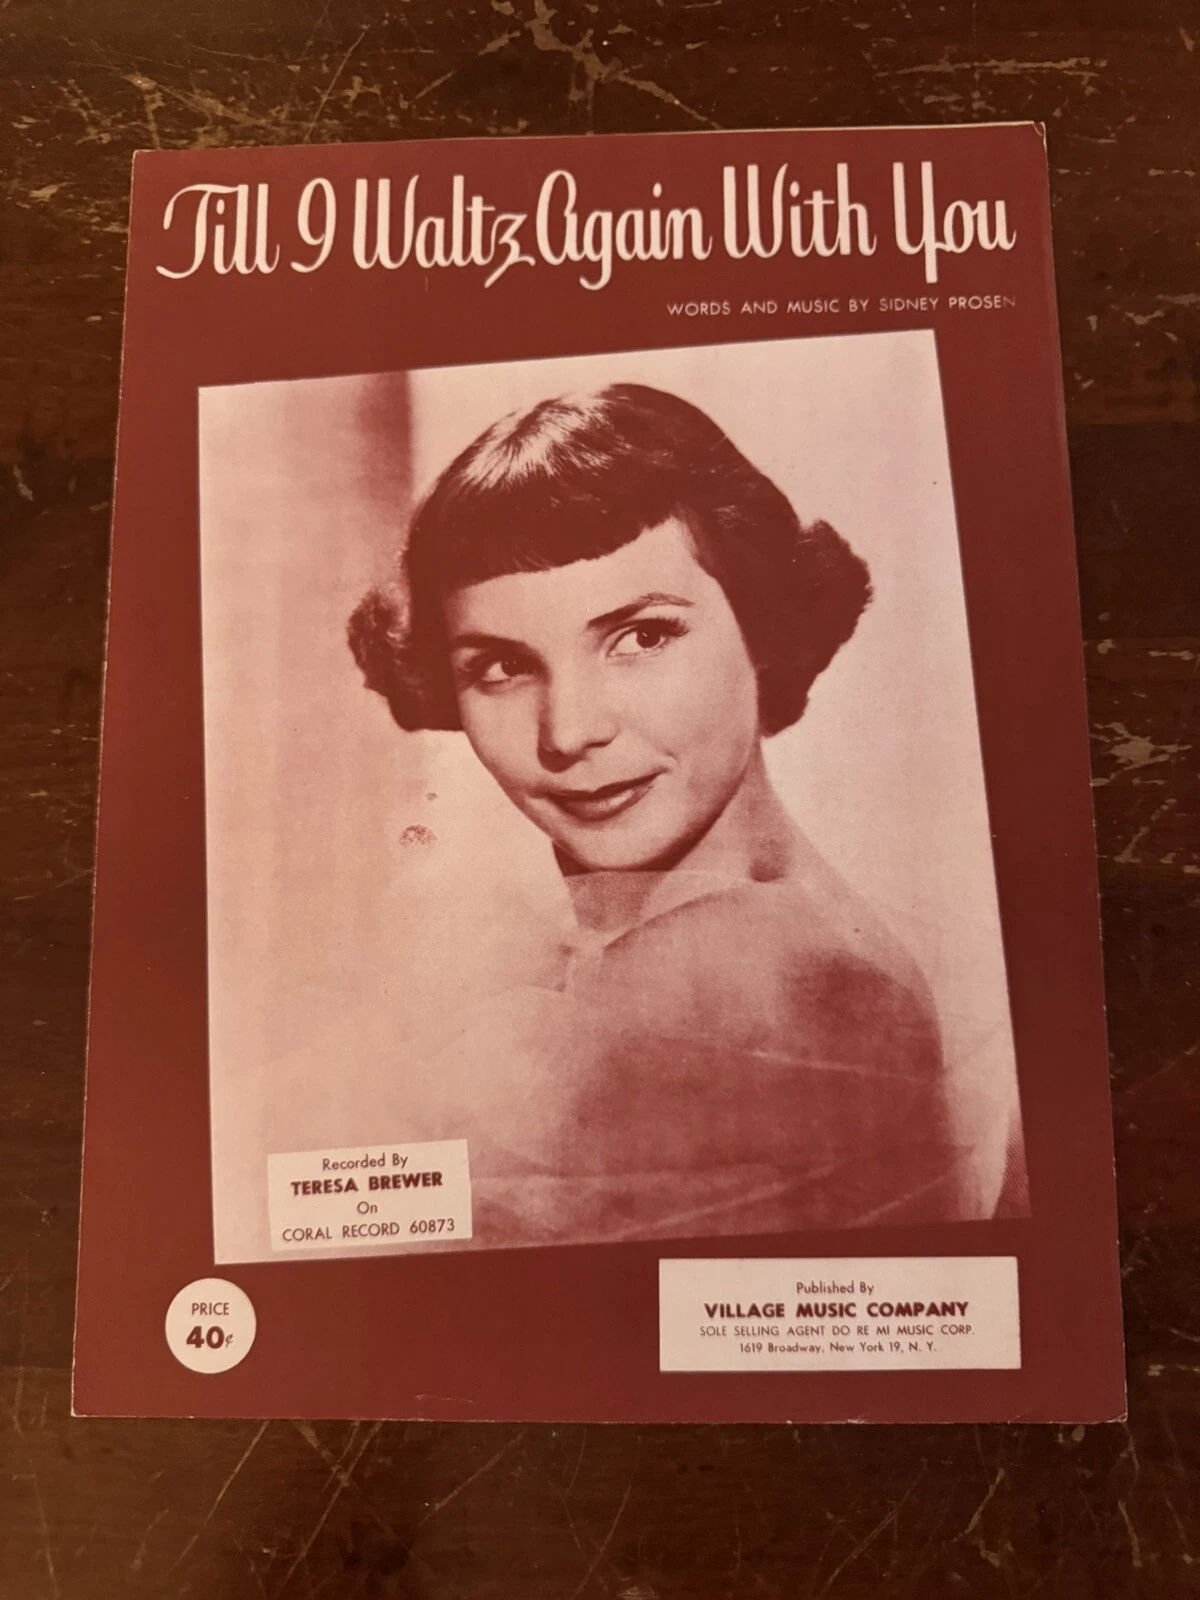 Till I Waltz Again With You
WORDS AND MUSIC BY SIDNEY PROSEN
Recorded By
TERESA BREWER
On
CORAL RECORD 60873
PRICE
40¢
Published By
VILLAGE MUSIC COMPANY
SOLE SELLING AGENT DO RE MI MUSIC CORP.
1619 Broadway, New York 19, N. Y.